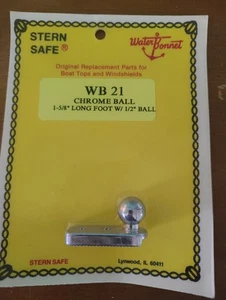 STERN SAFE®
Water Bonnet
Original Replacement Parts for
Boat Tops and Windshields
WB 21
CHROME BALL
1-5/8" LONG FOOT W/ 1/2" BALL
STERN SAFE
Lynwood, IL 60411